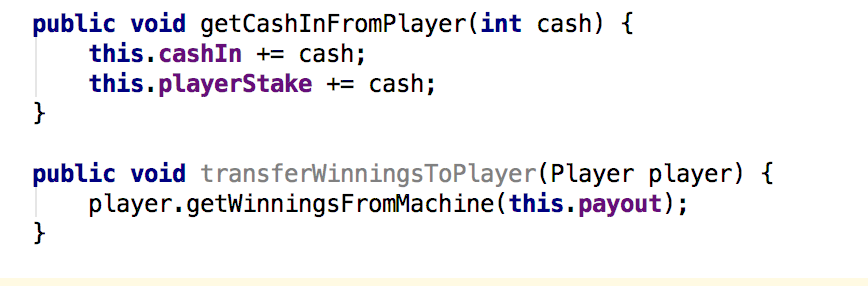 public void getCashInFromPlayer(int cash) {
    this.cashIn += cash;
    this.playerStake += cash;
}
public void transferWinningsToPlayer(Player player) {
    player.getWinningsFromMachine(this.payout);
}